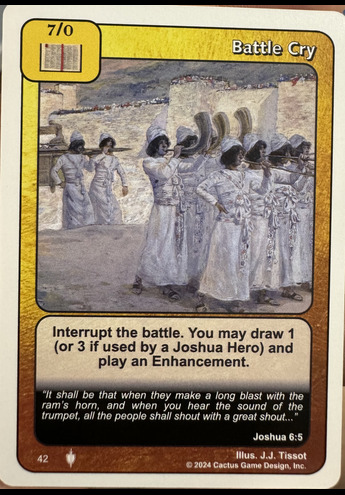 7/0
Battle Cry
Interrupt the battle. You may draw 1
(or 3 if used by a Joshua Hero) and
play an Enhancement.
"It shall be that when they make a long blast with the
ram's horn, and when you hear the sound of the
trumpet, all the people shall shout with a great shout..."
Joshua 6:5
Illus. J.J. Tissot
42
© 2024 Cactus Game Design, Inc.